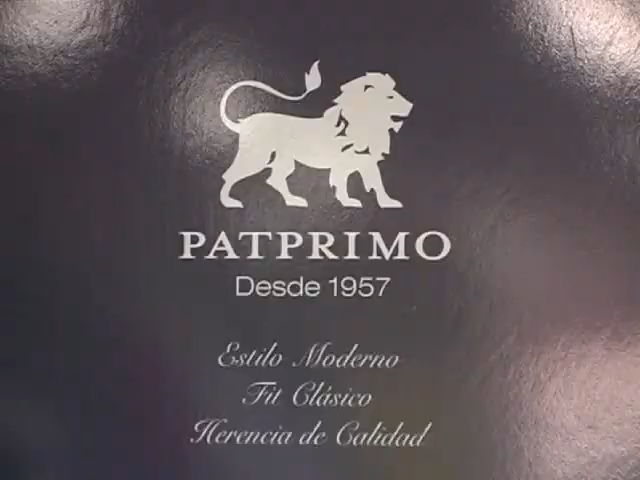 PATPRIMO
Desde 1957
Estilo Moderno
Fit Clásico
Herencia de Calidad